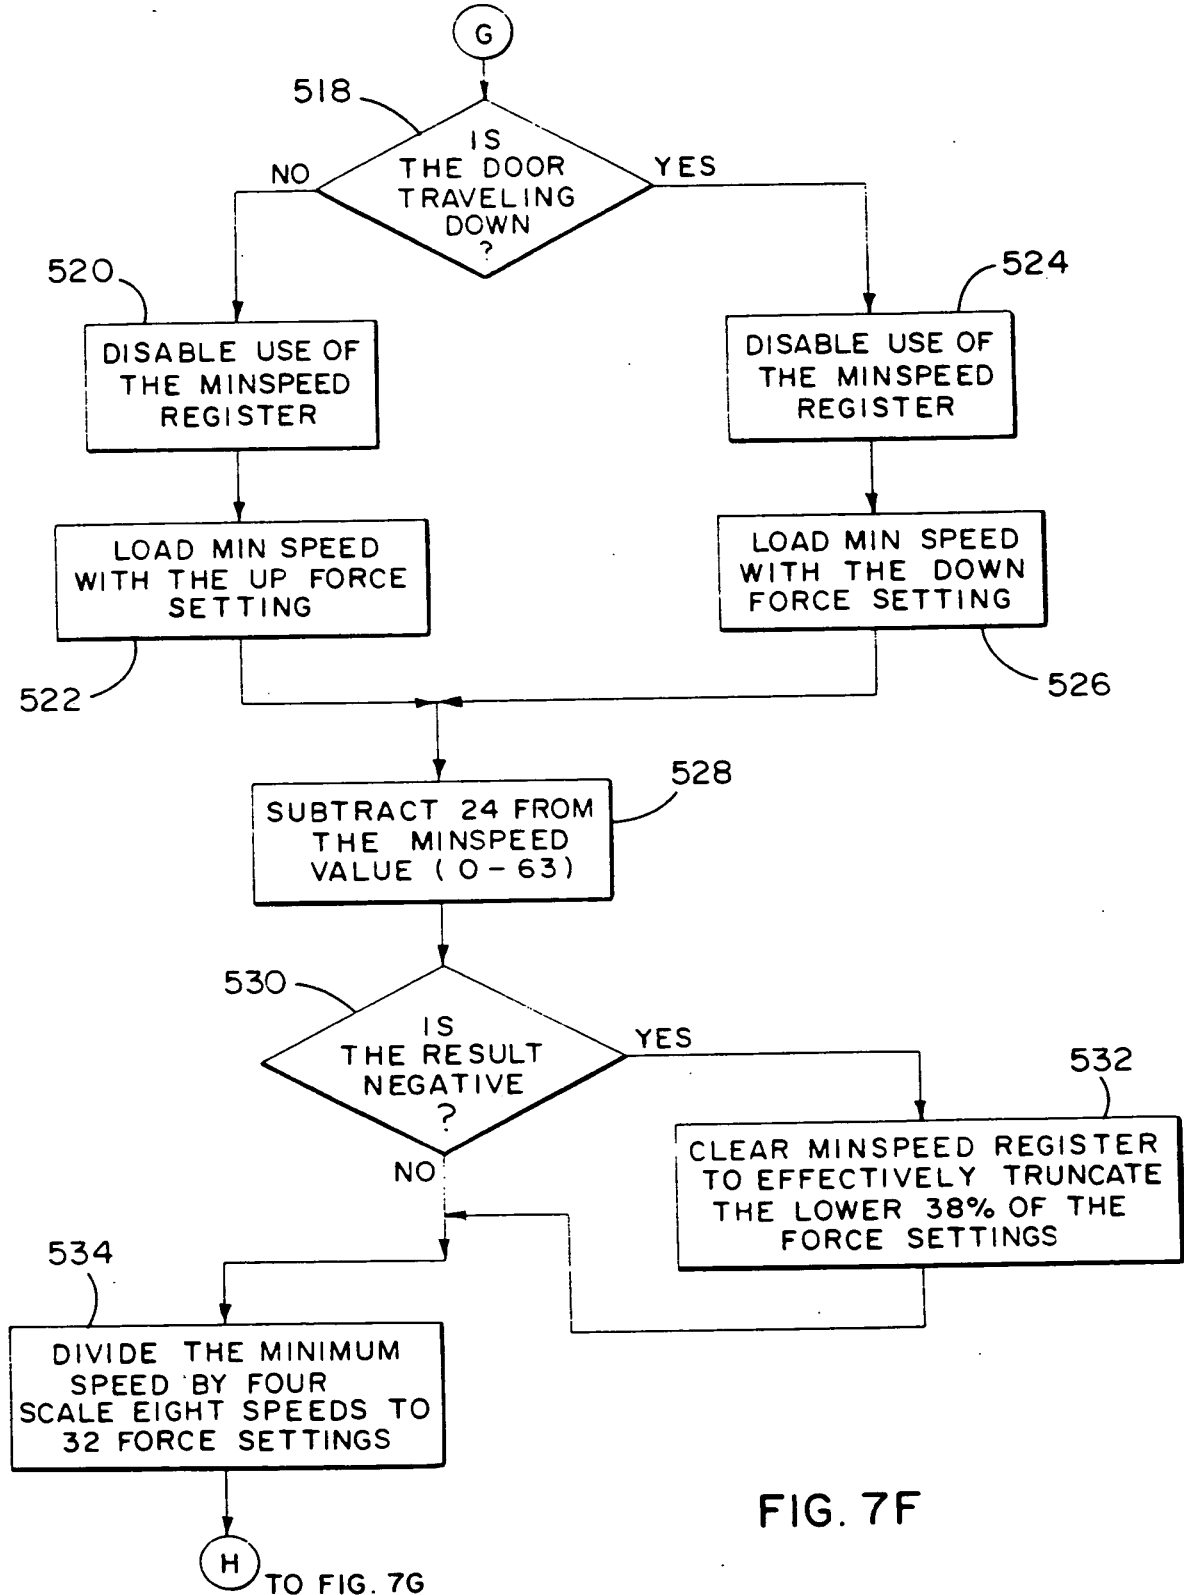 G
518
IS
THE DOOR
TRAVELING
DOWN
?
NO
YES
520
DISABLE USE OF
THE MINSPEED
REGISTER
524
DISABLE USE OF
THE MINSPEED
REGISTER
LOAD MIN SPEED
WITH THE UP FORCE
SETTING
522
LOAD MIN SPEED
WITH THE DOWN
FORCE SETTING
526
528
SUBTRACT 24 FROM
THE MINSPEED
VALUE (0-63)
530
IS
THE RESULT
NEGATIVE
?
YES
NO
532
CLEAR MINSPEED REGISTER
TO EFFECTIVELY TRUNCATE
THE LOWER 38% OF THE
FORCE SETTINGS
534
DIVIDE THE MINIMUM
SPEED BY FOUR
SCALE EIGHT SPEEDS TO
32 FORCE SETTINGS
H
TO FIG. 7G
FIG. 7F